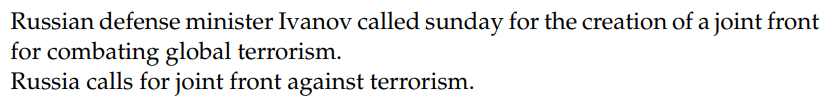 Russian defense minister Ivanov called sunday for the creation of a joint front
for combating global terrorism.
Russia calls for joint front against terrorism.